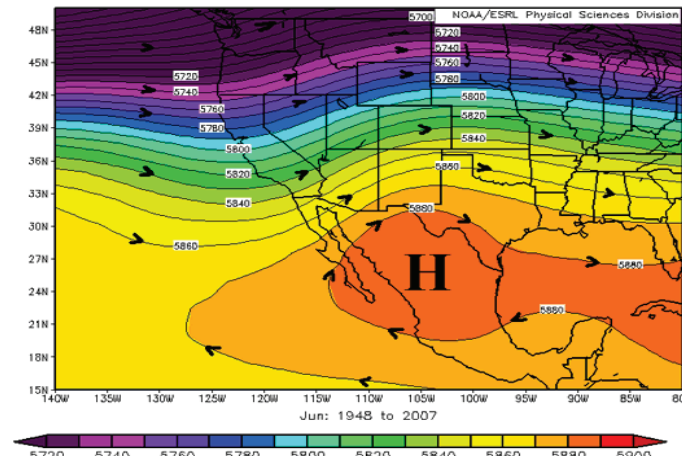 NOAA/ESRL Physical Sciences Division
5700
48N
5720
5740
45N
5760
5720
5780
5740
42N
5800
5760
5820
39N
5780
5840
5800
36N
5860
5820
33N
5840
5880
30N
5860
5880
27N
H
24N
5880
21N
18N
15N
140W 135W 130W 125W 120W 115W 110W 105W 100W 95W 90W 85W 80
Jun: 1948 to 2007
5720 5740 5760 5780 5800 5820 5840 5860 5880 5900